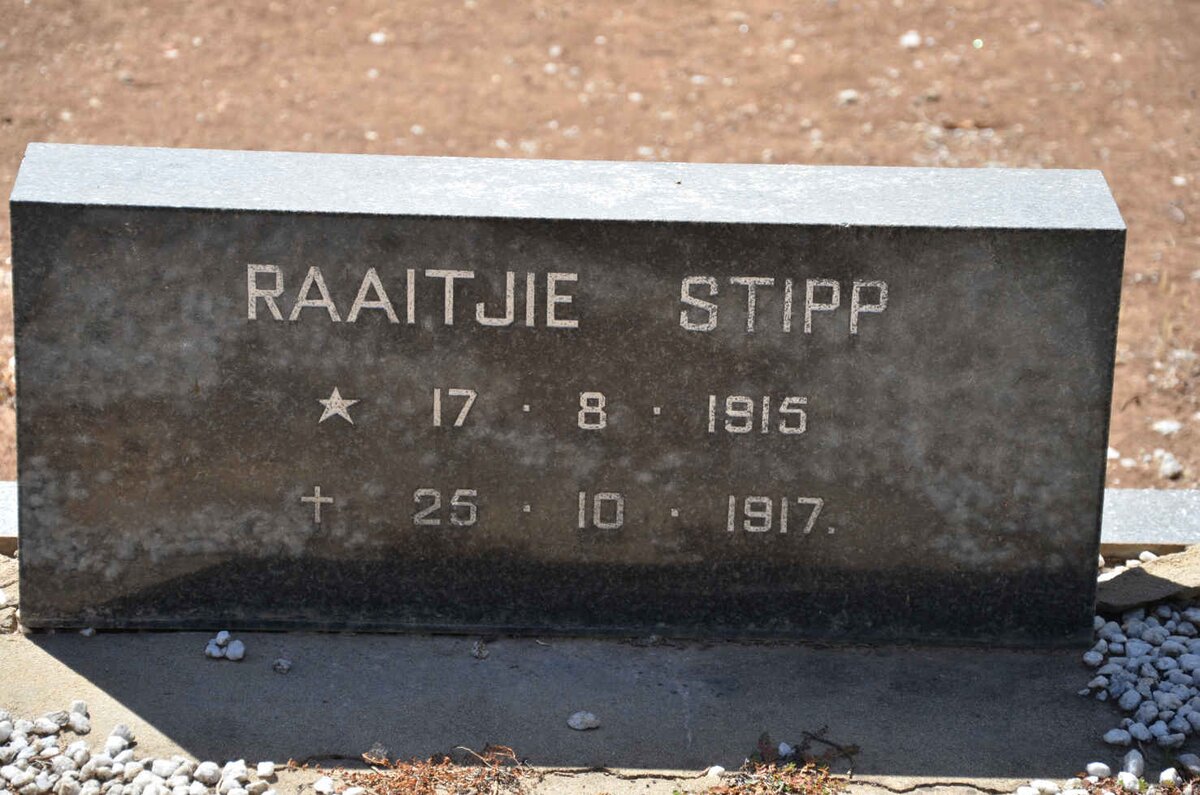 RAAITJIE STIPP
★ 17 · 8 · 1915
✝ 25 · 10 · 1917.